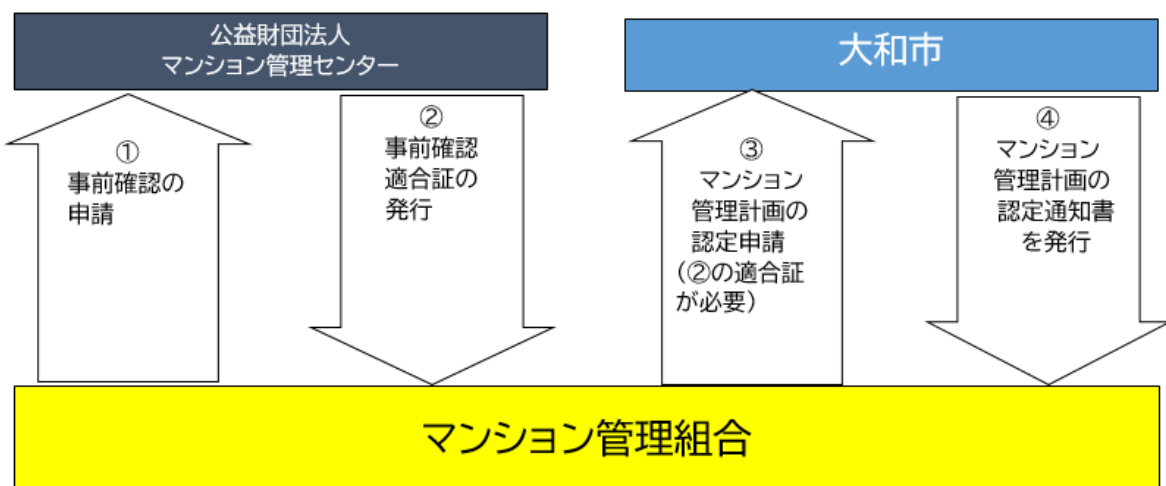 公益財団法人
マンション管理センター
大和市
①
事前確認の
申請
②
事前確認
適合証の
発行
③
マンション
管理計画の
認定申請
(②の適合証
が必要)
④
マンション
管理計画の
認定通知書
を発行
マンション管理組合